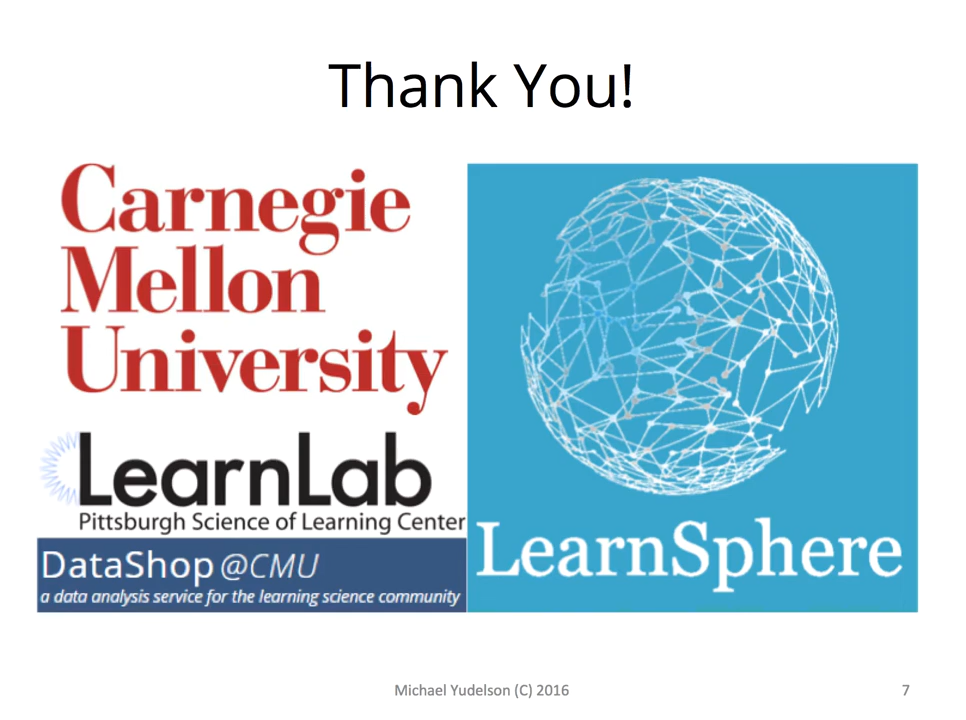 Thank You!
Carnegie
Mellon
University
LearnLab
Pittsburgh Science of Learning Center
DataShop @CMU
a data analysis service for the learning science community
LearnSphere
Michael Yudelson (C) 2016
7